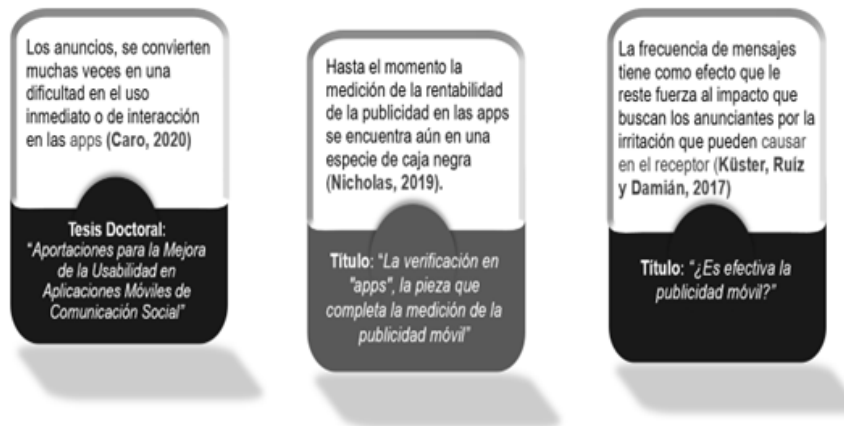 Los anuncios, se convierten
muchas veces en una
dificultad en el uso
inmediato o de interacción
en las apps (Caro, 2020)
Tesis Doctoral:
"Aportaciones para la Mejora
de la Usabilidad en
Aplicaciones Móviles de
Comunicación Social"
Hasta el momento la
medición de la rentabilidad
de la publicidad en las apps
se encuentra aún en una
especie de caja negra
(Nicholas, 2019).
Título: "La verificación en
"apps", la pieza que
completa la medición de la
publicidad móvil"
La frecuencia de mensajes
tiene como efecto que le
reste fuerza al impacto que
buscan los anunciantes por la
irritación que pueden causar
en el receptor (Küster, Ruíz
y Damián, 2017)
Título: "¿Es efectiva la
publicidad móvil?"